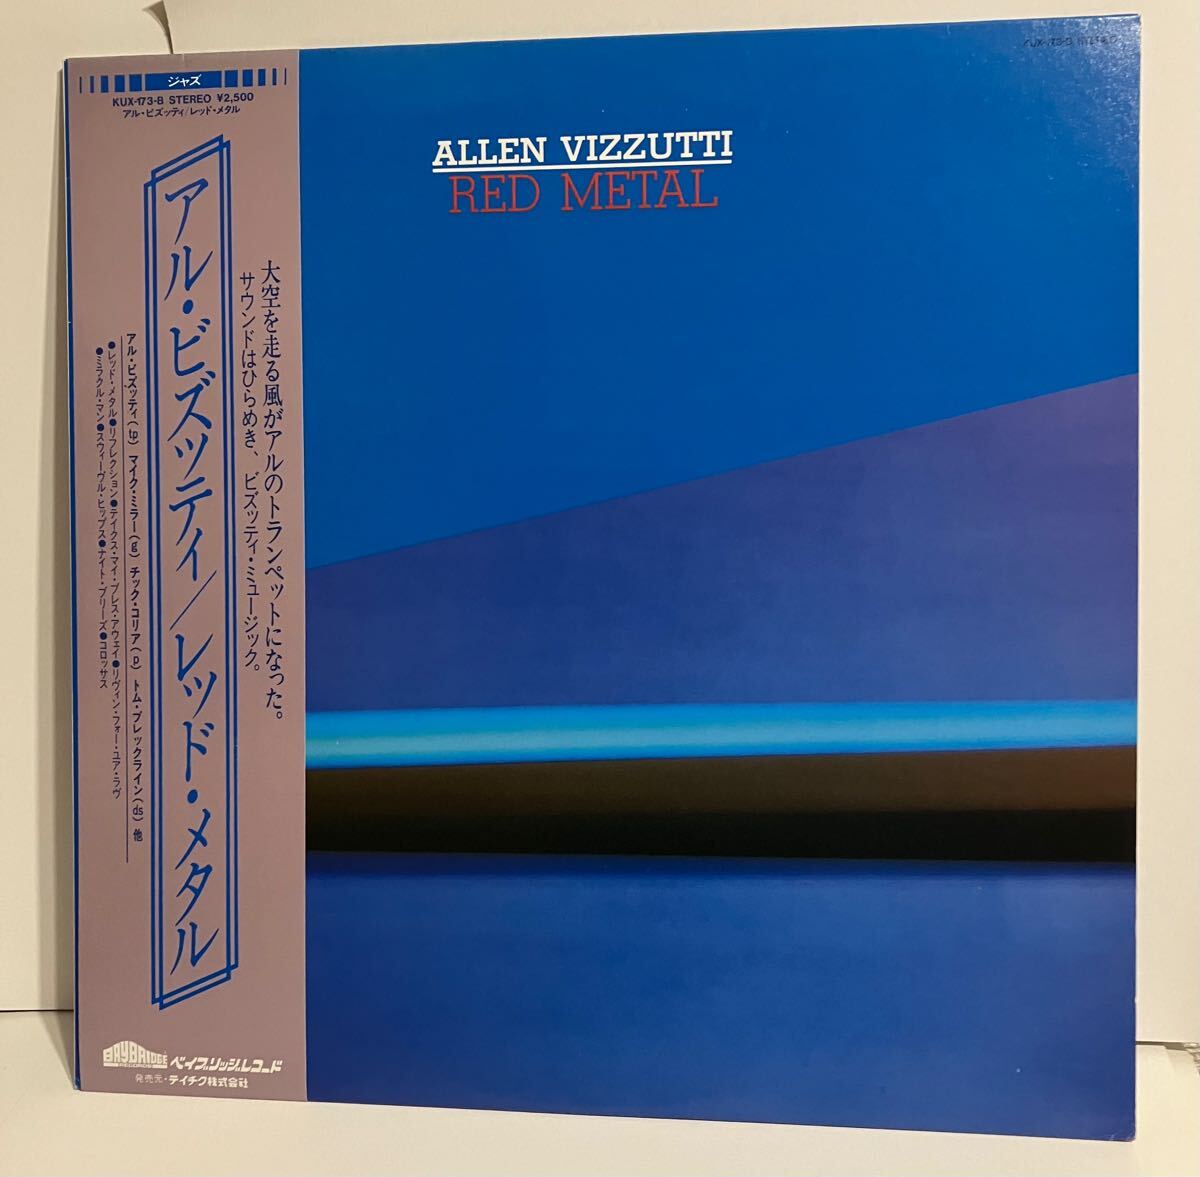 ジャズ
KUX-173-B STEREO ¥2,500
アル・ビズッティ/レッド・メタル
アル・ビズッティ/レッド・メタル
大空を走る風がアルのトランペットになった。
サウンドはひらめき、ビズッティ・ミュージック。
アル・ビズッティ(tp) マイク・ミラー(g) チック・コリア(p) トム・ブレックライン(ds) 他
●レッド・メタル●リフレクション●テイクス・マイ・ブレス・アウェイ●リヴィン・フォー・ユア・ラヴ
●ミラクル・マン●スウィーヴル・ヒップス●ナイト・ブリーズ●コロッサス
BAYBRIDGE
RECORDS
ベイブリッジ・レコード
発売元・テイチク株式会社
KUX-173-B STEREO
ALLEN VIZZUTTI
RED METAL